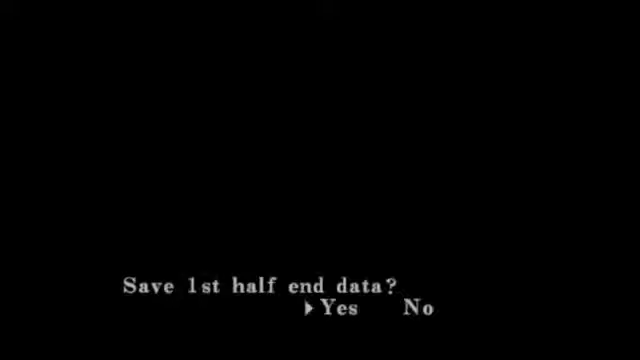 Save 1st half end data?
Yes No